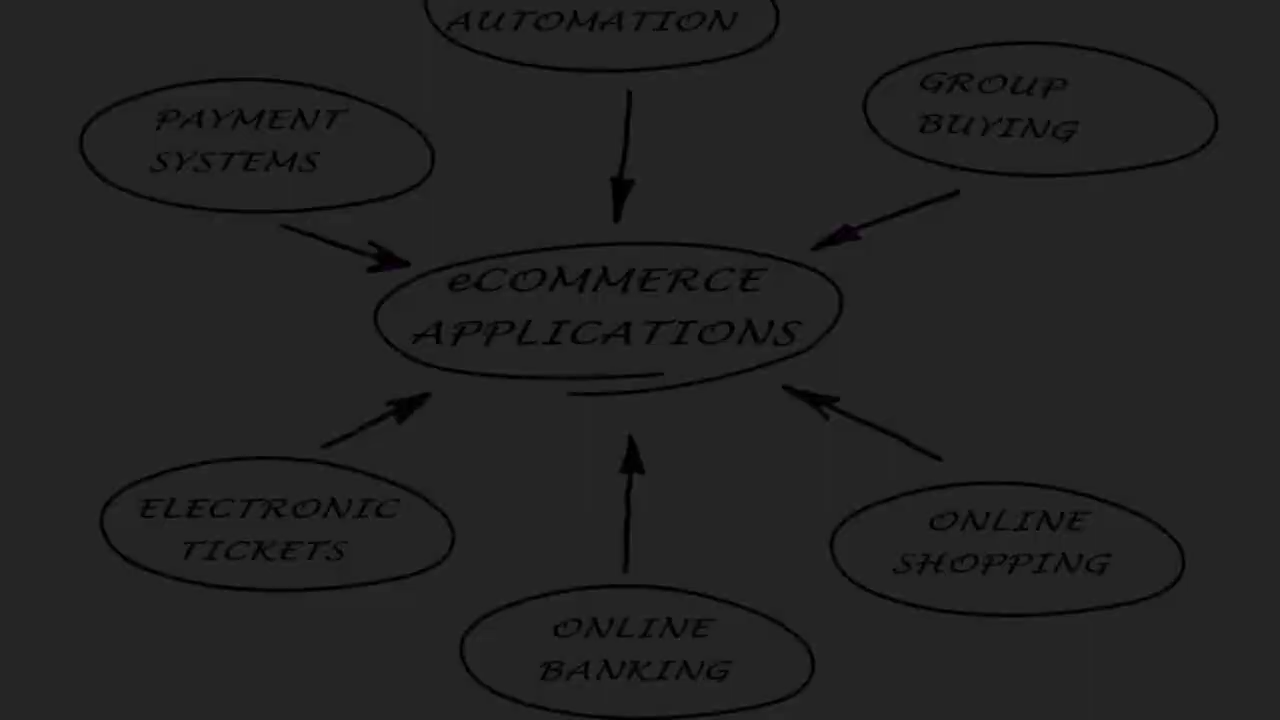 AUTOMATION
PAYMENT
SYSTEMS
GROUP
BUYING
eCOMMERCE
APPLICATIONS
ELECTRONIC
TICKETS
ONLINE
SHOPPING
ONLINE
BANKING